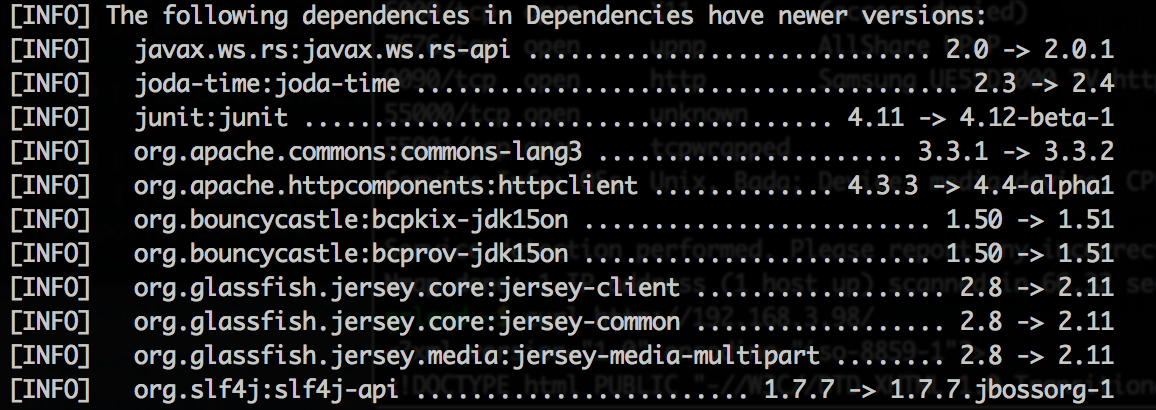 [INFO] The following dependencies in Dependencies have newer versions:
[INFO]   javax.ws.rs:javax.ws.rs-api ............................. 2.0 -> 2.0.1
[INFO]   joda-time:joda-time ....................................... 2.3 -> 2.4
[INFO]   junit:junit ...................................... 4.11 -> 4.12-beta-1
[INFO]   org.apache.commons:commons-lang3 ...................... 3.3.1 -> 3.3.2
[INFO]   org.apache.httpcomponents:httpclient ............... 4.3.3 -> 4.4-alpha1
[INFO]   org.bouncycastle:bcpkix-jdk15on .......................... 1.50 -> 1.51
[INFO]   org.bouncycastle:bcprov-jdk15on .......................... 1.50 -> 1.51
[INFO]   org.glassfish.jersey.core:jersey-client ................... 2.8 -> 2.11
[INFO]   org.glassfish.jersey.core:jersey-common .................. 2.8 -> 2.11
[INFO]   org.glassfish.jersey.media:jersey-media-multipart ........ 2.8 -> 2.11
[INFO]   org.slf4j:slf4j-api .......................... 1.7.7 -> 1.7.7.jbossorg-1